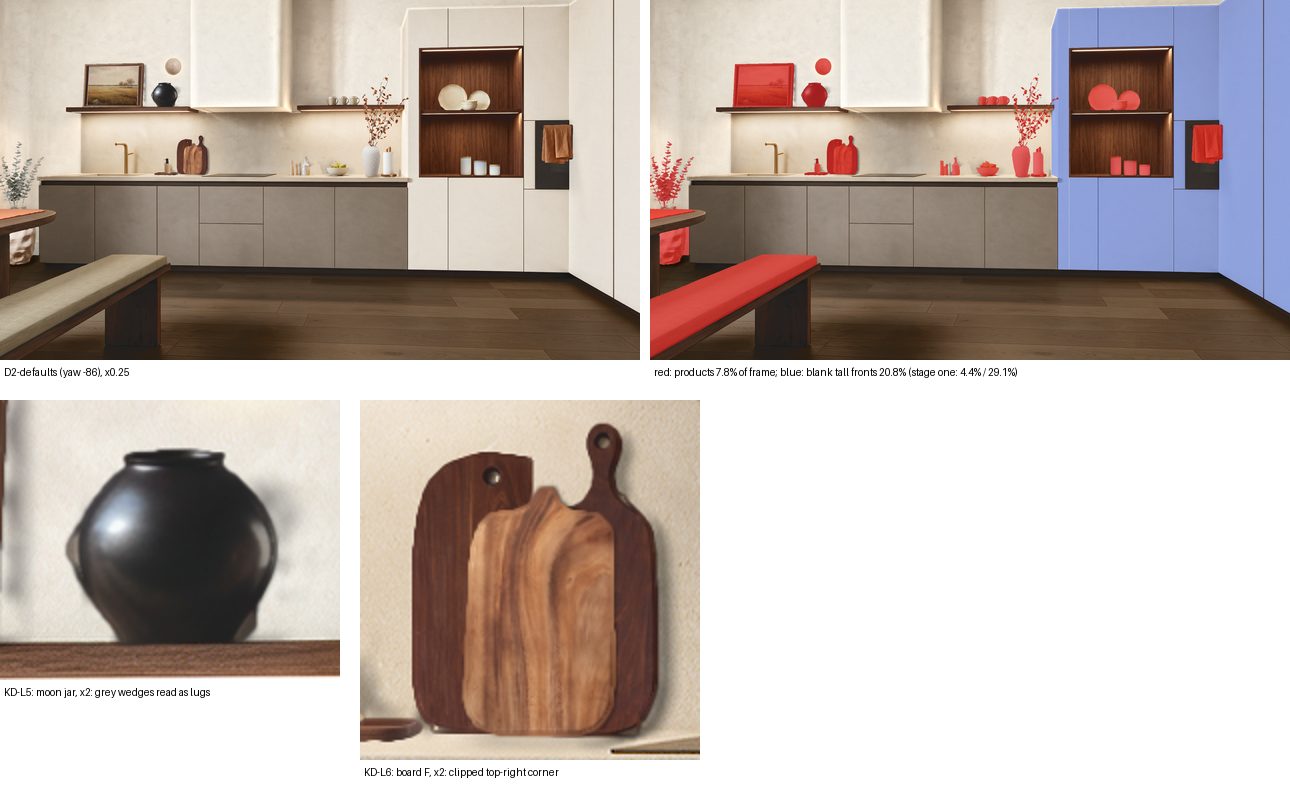 D2-defaults (yaw -86), x0.25
red: products 7.8% of frame; blue: blank tall fronts 20.8% (stage one: 4.4% / 29.1%)
KD-L5: moon jar, x2: grey wedges read as lugs
KD-L6: board F, x2: clipped top-right corner